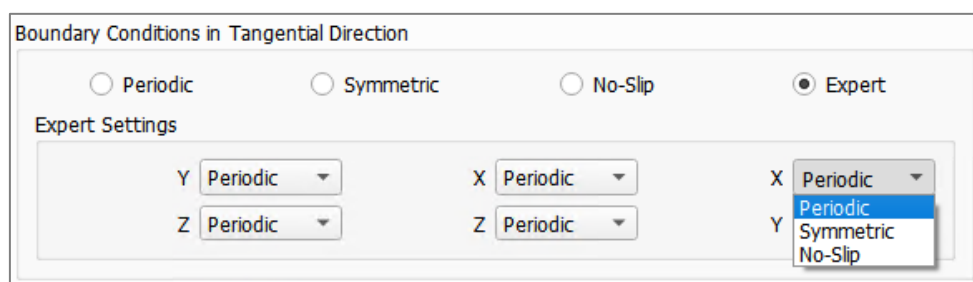 Boundary Conditions in Tangential Direction
Periodic Symmetric No-Slip Expert
Expert Settings
Y Periodic X Periodic X Periodic
Periodic
Z Periodic Z Periodic Y Symmetric
No-Slip